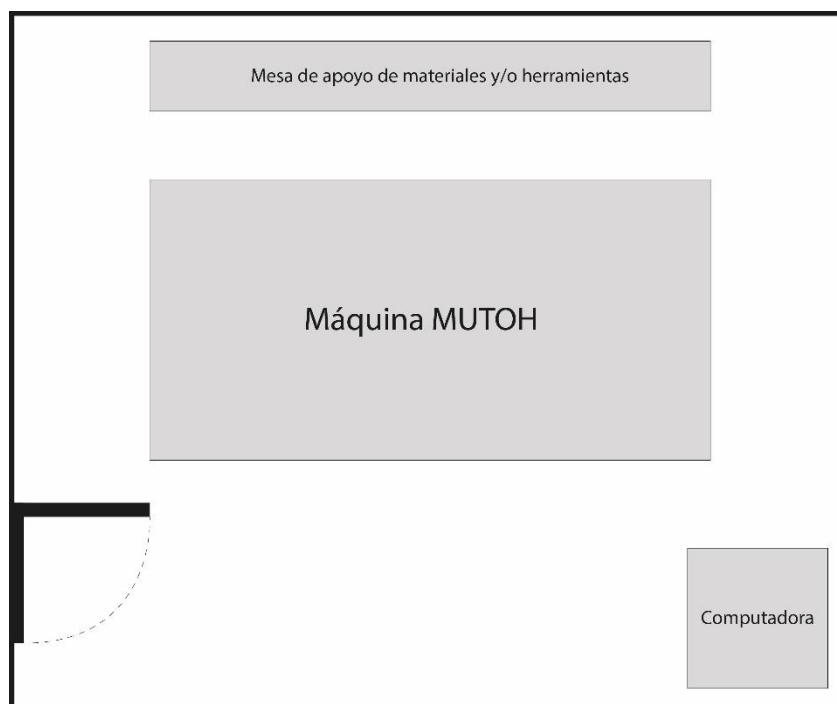 Mesa de apoyo de materiales y/o herramientas
Máquina MUTOH
Computadora